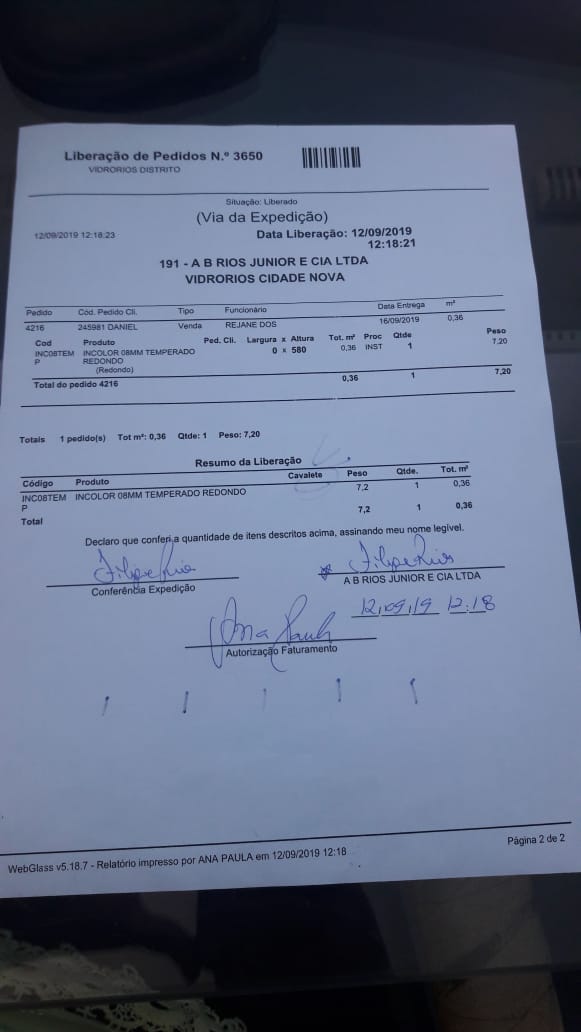 Liberação de Pedidos N.º 3650
VIDRORIOS DISTRITO
Situação: Liberado
(Via da Expedição)
12/09/2019 12:18:23 Data Liberação: 12/09/2019
12:18:21
191 - A B RIOS JUNIOR E CIA LTDA
VIDRORIOS CIDADE NOVA
Pedido Cód. Pedido Cli. Tipo Funcionário Data Entrega m²
4216 245981 DANIEL Venda REJANE DOS 16/09/2019 0,36
Cod Produto Ped. Cli. Largura x Altura Tot. m² Proc Qtde Peso
INC08TEM INCOLOR 08MM TEMPERADO 0 x 580 0,36 INST 1 7,20
P REDONDO
(Redondo)
Total do pedido 4216 0,36 1 7,20
Totais 1 pedido(s) Tot m²: 0,36 Qtde: 1 Peso: 7,20
Resumo da Liberação
Código Produto Cavalete Peso Qtde. Tot. m²
INC08TEM INCOLOR 08MM TEMPERADO REDONDO 7,2 1 0,36
P
Total 7,2 1 0,36
Declaro que conferi a quantidade de itens descritos acima, assinando meu nome legível.
Filipe Rios Filipe Rios
Conferência Expedição A B RIOS JUNIOR E CIA LTDA
12/09/19 12:18
Ana Paula
Autorização Faturamento
WebGlass v5.18.7 - Relatório impresso por ANA PAULA em 12/09/2019 12:18 Página 2 de 2